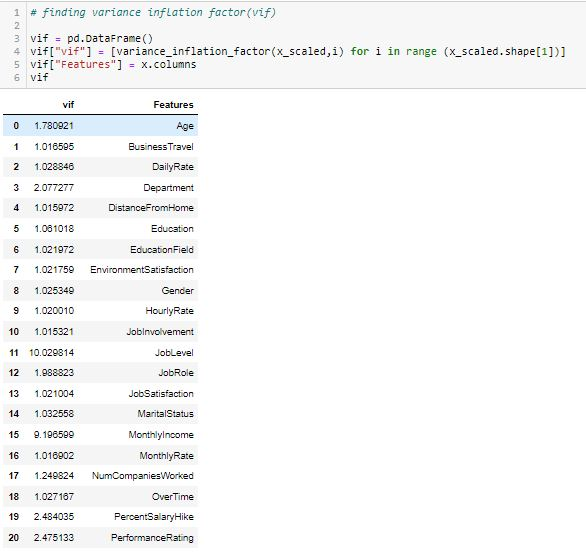 1 # finding variance inflation factor(vif)
2
3 vif = pd.DataFrame()
4 vif["vif"] = [variance_inflation_factor(x_scaled,i) for i in range (x_scaled.shape[1])]
5 vif["Features"] = x.columns
6 vif
vif Features
0 1.780921 Age
1 1.016595 BusinessTravel
2 1.028846 DailyRate
3 2.077277 Department
4 1.015972 DistanceFromHome
5 1.061018 Education
6 1.021972 EducationField
7 1.021759 EnvironmentSatisfaction
8 1.025349 Gender
9 1.020010 HourlyRate
10 1.015321 JobInvolvement
11 10.029814 JobLevel
12 1.988823 JobRole
13 1.021004 JobSatisfaction
14 1.032558 MaritalStatus
15 9.196599 MonthlyIncome
16 1.016902 MonthlyRate
17 1.249824 NumCompaniesWorked
18 1.027167 OverTime
19 2.484035 PercentSalaryHike
20 2.475133 PerformanceRating